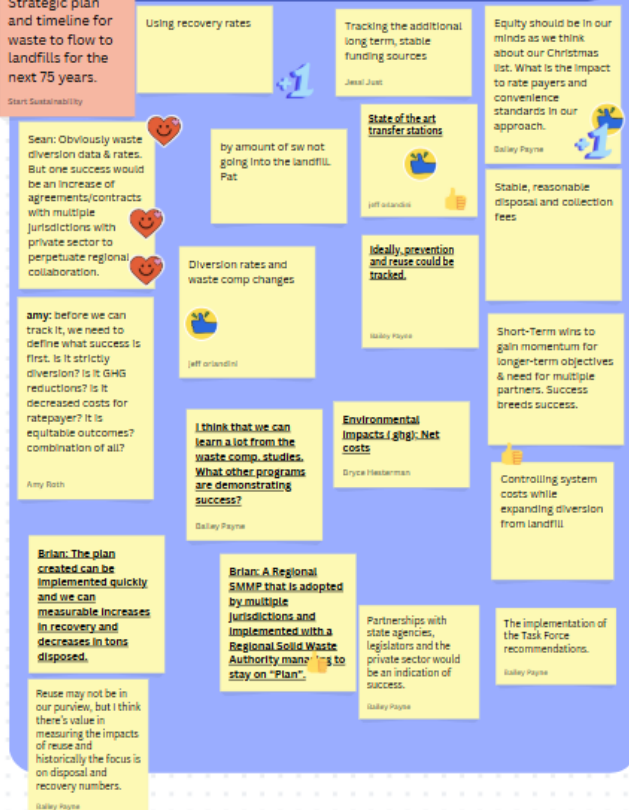 Strategic plan
and timeline for
waste to flow to
landfills for the
next 75 years.
Start Sustainability
Using recovery rates
+1
Tracking the additional
long term, stable
funding sources
Jessi Just
Equity should be in our
minds as we think
about our Christmas
list. What is the impact
to rate payers and
convenience
standards in our
approach.
Bailey Payne
+1
Sean: Obviously waste
diversion data & rates.
But one success would
be an increase of
agreements/contracts
with multiple
jurisdictions with
private sector to
perpetuate regional
collaboration.
by amount of sw not
going into the landfill.
Pat
State of the art
transfer stations
jeff orlandini
Stable, reasonable
disposal and collection
fees
Diversion rates and
waste comp changes
jeff orlandini
Ideally, prevention
and reuse could be
tracked.
Bailey Payne
amy: before we can
track it, we need to
define what success is
first. Is it strictly
diversion? Is it GHG
reductions? Is it
decreased costs for
ratepayer? It is
equitable outcomes?
combination of all?
Amy Roth
Short-Term wins to
gain momentum for
longer-term objectives
& need for multiple
partners. Success
breeds success.
I think that we can
learn a lot from the
waste comp. studies.
What other programs
are demonstrating
success?
Bailey Payne
Environmental
Impacts (.ghg); Net
costs
Bryce Hesterman
Controlling system
costs while
expanding diversion
from landfill
Brian: The plan
created can be
implemented quickly
and we can
measurable increases
in recovery and
decreases in tons
disposed.
Brian: A Regional
SMMP that is adopted
by multiple
jurisdictions and
implemented with a
Regional Solid Waste
Authority managing to
stay on "Plan".
Partnerships with
state agencies,
legislators and the
private sector would
be an indication of
success.
Bailey Payne
The implementation of
the Task Force
recommendations.
Bailey Payne
Reuse may not be in
our purview, but I think
there's value in
measuring the impacts
of reuse and
historically the focus is
on disposal and
recovery numbers.
Bailey Payne